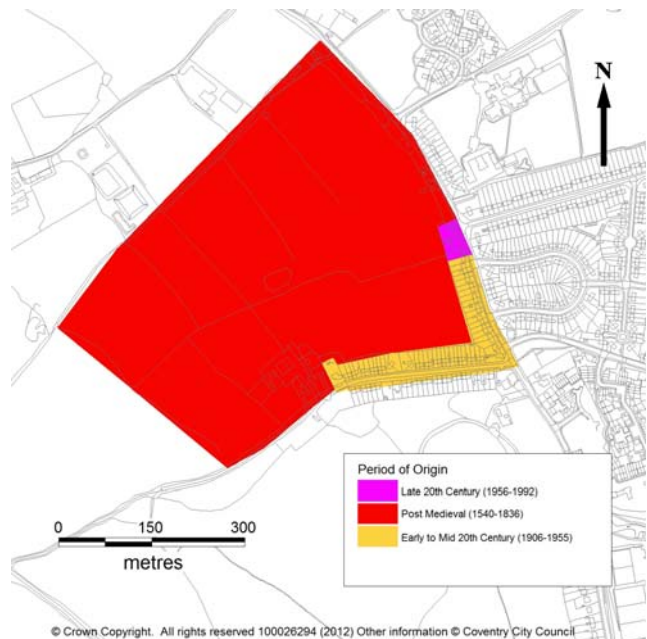 N
Period of Origin
Late 20th Century (1956-1992)
Post Medieval (1540-1836)
Early to Mid 20th Century (1906-1955)
0 150 300
metres
© Crown Copyright. All rights reserved 100026294 (2012) Other information © Coventry City Council